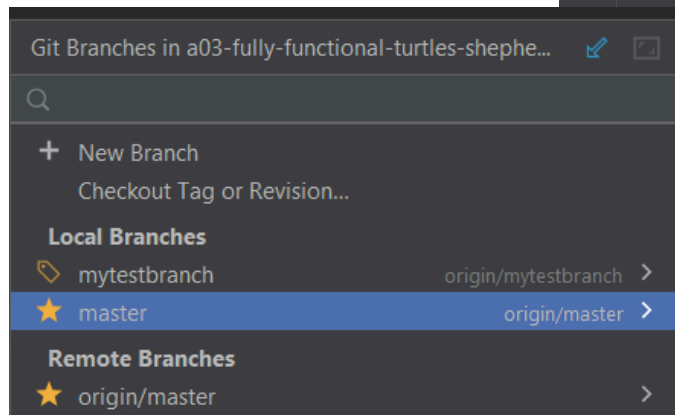 Git Branches in a03-fully-functional-turtles-shephe...
New Branch
Checkout Tag or Revision...
Local Branches
mytestbranch origin/mytestbranch
master origin/master
Remote Branches
origin/master